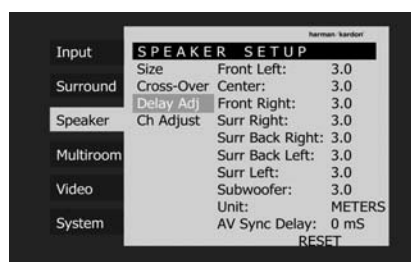 harman/kardon
Input
Surround
Speaker
Multiroom
Video
System
SPEAKER SETUP
Size
Cross-Over
Delay Adj
Ch Adjust
Front Left: 3.0
Center: 3.0
Front Right: 3.0
Surr Right: 3.0
Surr Back Right: 3.0
Surr Back Left: 3.0
Surr Left: 3.0
Subwoofer: 3.0
Unit: METERS
AV Sync Delay: 0 mS
RESET